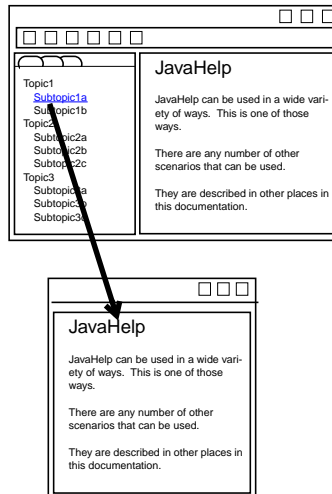 Topic1
Subtopic1a
Subtopic1b
Topic2
Subtopic2a
Subtopic2b
Subtopic2c
Topic3
Subtopic3a
Subtopic3b
Subtopic3c
JavaHelp
JavaHelp can be used in a wide vari-
ety of ways. This is one of those
ways.
There are any number of other
scenarios that can be used.
They are described in other places in
this documentation.
JavaHelp
JavaHelp can be used in a wide vari-
ety of ways. This is one of those
ways.
There are any number of other
scenarios that can be used.
They are described in other places in
this documentation.